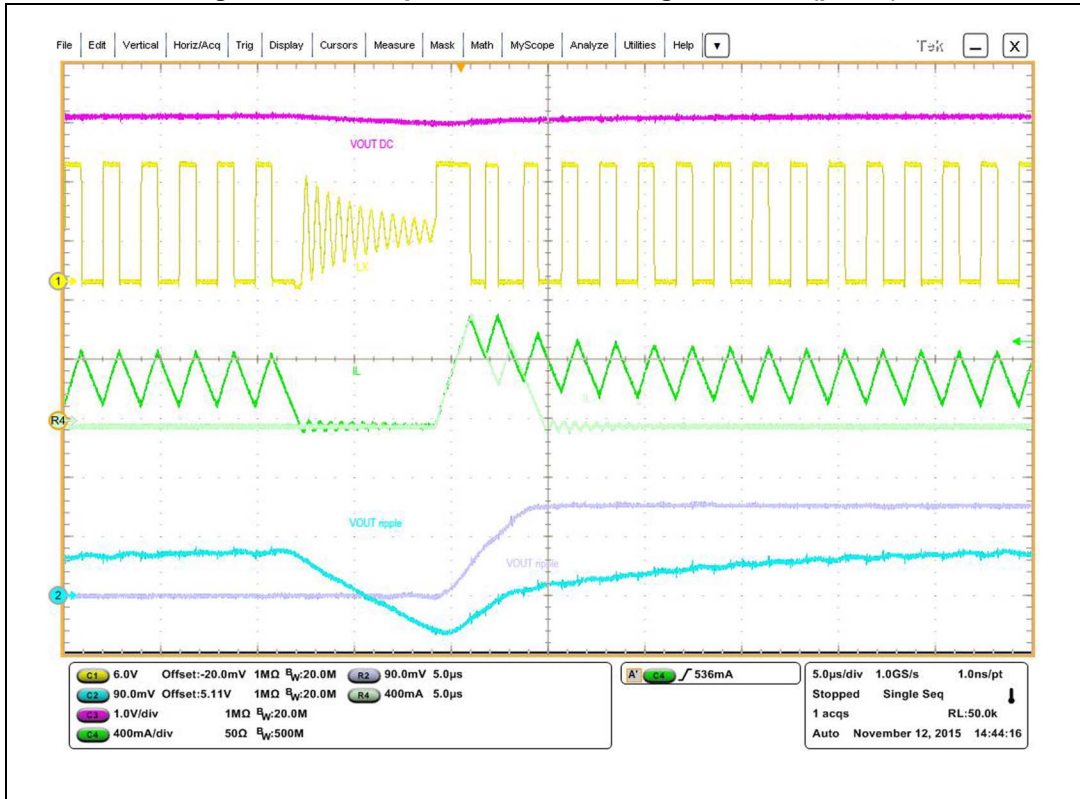 File Edit Vertical Horiz/Acq Trig Display Cursors Measure Mask Math MyScope Analyze Utilities Help Tek X
VOUT DC
LX
1
IL
IL
R4
VOUT ripple
VOUT ripple
2
C1 6.0V Offset:-20.0mV 1MΩ BW:20.0M R2 90.0mV 5.0µs
C2 90.0mV Offset:5.11V 1MΩ BW:20.0M R4 400mA 5.0µs
C3 1.0V/div 1MΩ BW:20.0M
C4 400mA/div 50Ω BW:500M
A' C4 536mA
5.0µs/div 1.0GS/s 1.0ns/pt
Stopped Single Seq
1 acqs RL:50.0k
Auto November 12, 2015 14:44:16